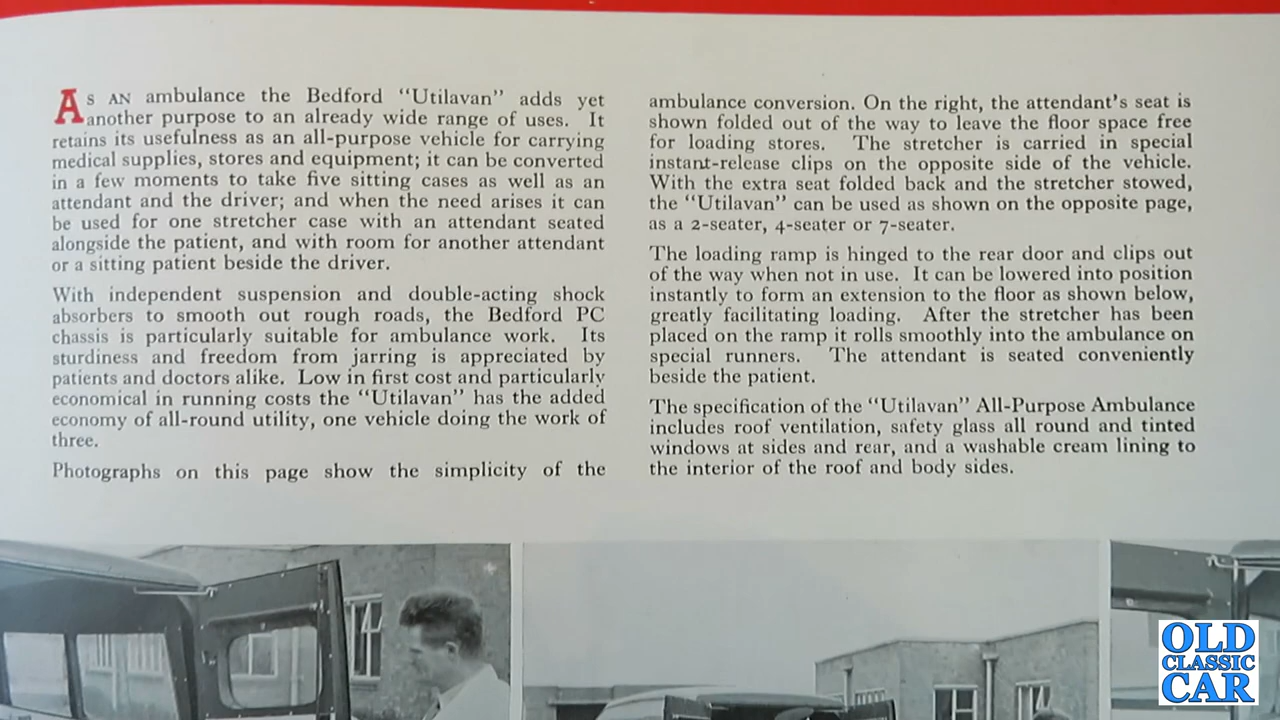 As an ambulance the Bedford “Utilavan” adds yet
another purpose to an already wide range of uses. It
retains its usefulness as an all-purpose vehicle for carrying
medical supplies, stores and equipment; it can be converted
in a few moments to take five sitting cases as well as an
attendant and the driver; and when the need arises it can
be used for one stretcher case with an attendant seated
alongside the patient, and with room for another attendant
or a sitting patient beside the driver.
With independent suspension and double-acting shock
absorbers to smooth out rough roads, the Bedford PC
chassis is particularly suitable for ambulance work. Its
sturdiness and freedom from jarring is appreciated by
patients and doctors alike. Low in first cost and particularly
economical in running costs the “Utilavan” has the added
economy of all-round utility, one vehicle doing the work of
three.
Photographs on this page show the simplicity of the
ambulance conversion. On the right, the attendant's seat is
shown folded out of the way to leave the floor space free
for loading stores. The stretcher is carried in special
instant-release clips on the opposite side of the vehicle.
With the extra seat folded back and the stretcher stowed,
the “Utilavan” can be used as shown on the opposite page,
as a 2-seater, 4-seater or 7-seater.
The loading ramp is hinged to the rear door and clips out
of the way when not in use. It can be lowered into position
instantly to form an extension to the floor as shown below,
greatly facilitating loading. After the stretcher has been
placed on the ramp it rolls smoothly into the ambulance on
special runners. The attendant is seated conveniently
beside the patient.
The specification of the “Utilavan” All-Purpose Ambulance
includes roof ventilation, safety glass all round and tinted
windows at sides and rear, and a washable cream lining to
the interior of the roof and body sides.
OLD
CLASSIC
CAR